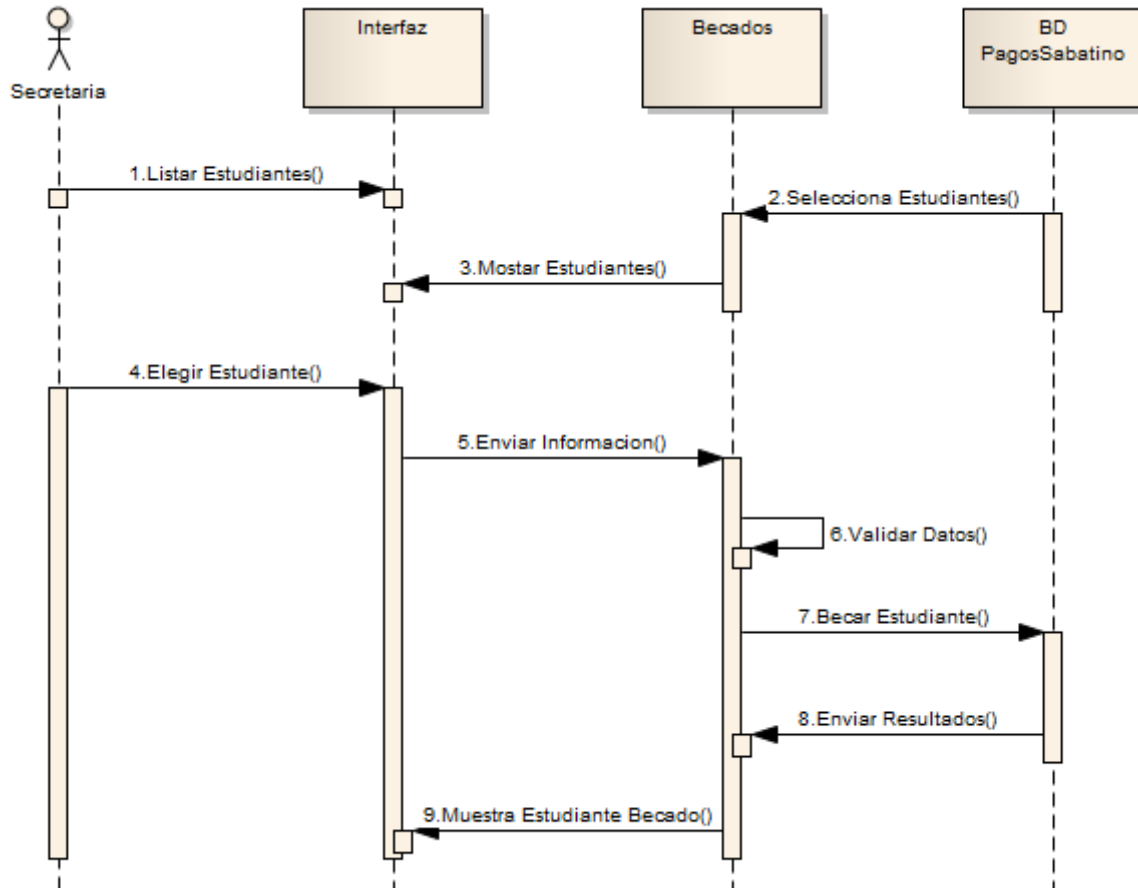 Secretaria
Interfaz
Becados
BD
PagosSabatino
1.Listar Estudiantes()
2.Selecciona Estudiantes()
3.Mostar Estudiantes()
4.Elegir Estudiante()
5.Enviar Informacion()
6.Validar Datos()
7.Becar Estudiante()
8.Enviar Resultados()
9.Muestra Estudiante Becado()